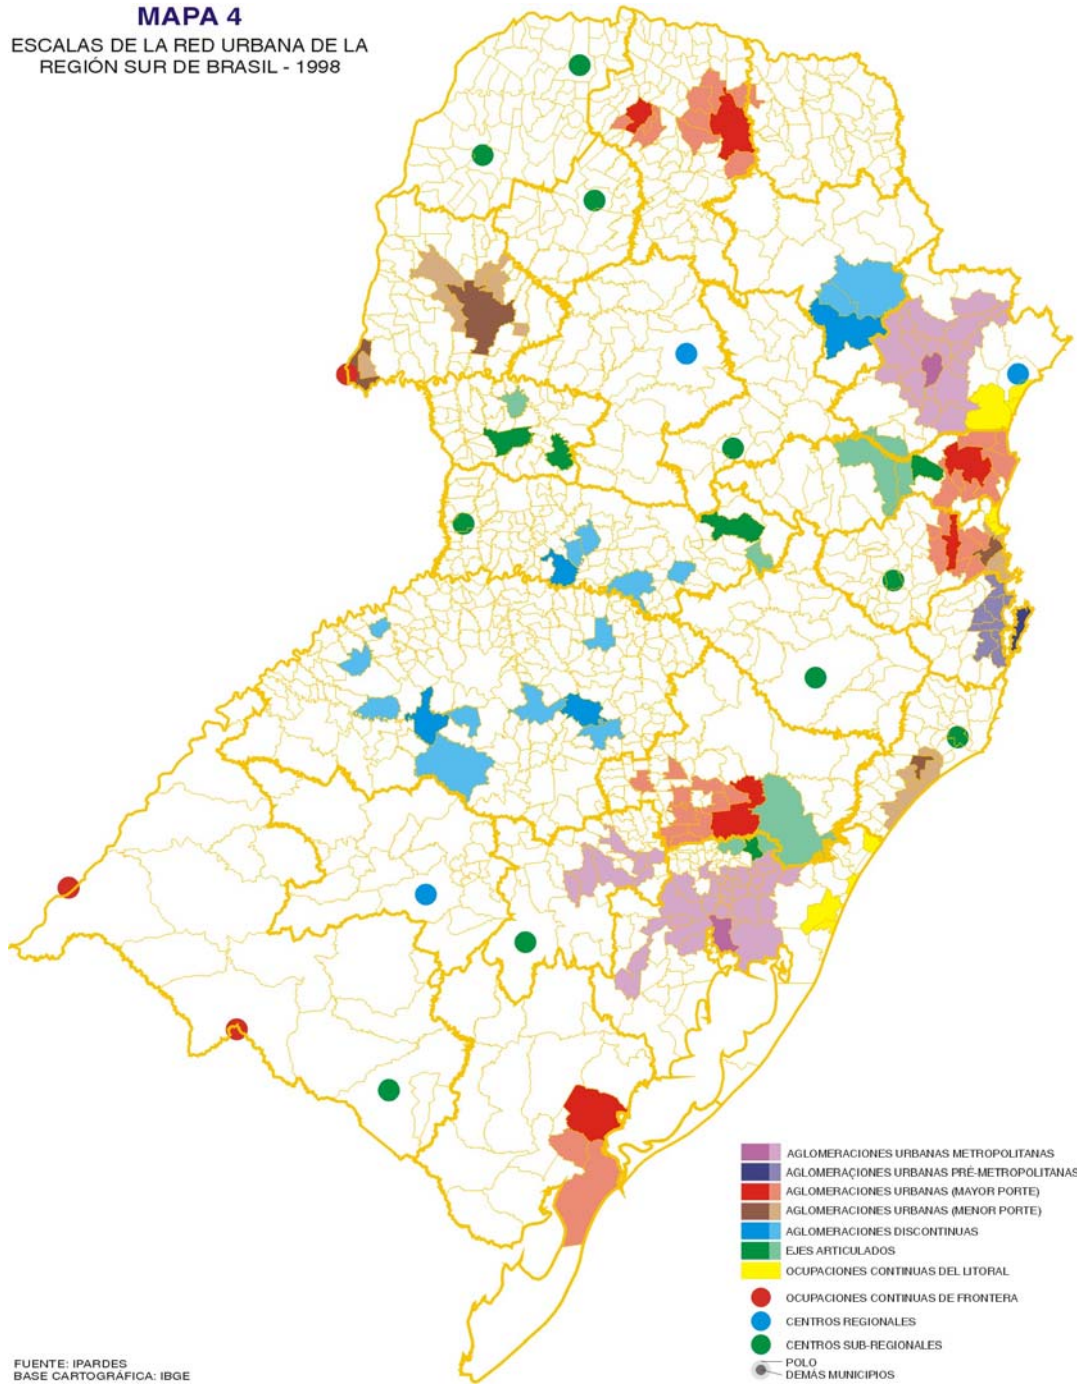 MAPA 4
ESCALAS DE LA RED URBANA DE LA
REGIÓN SUR DE BRASIL - 1998
AGLOMERACIONES URBANAS METROPOLITANAS
AGLOMERAÇIONES URBANAS PRÉ-METROPOLITANAS
AGLOMERACIONES URBANAS (MAYOR PORTE)
AGLOMERACIONES URBANAS (MENOR PORTE)
AGLOMERACIONES DISCONTINUAS
EJES ARTICULADOS
OCUPACIONES CONTINUAS DEL LITORAL
OCUPACIONES CONTINUAS DE FRONTERA
CENTROS REGIONALES
CENTROS SUB-REGIONALES
POLO
DEMÁS MUNICIPIOS
FUENTE: IPARDES
BASE CARTOGRÁFICA: IBGE